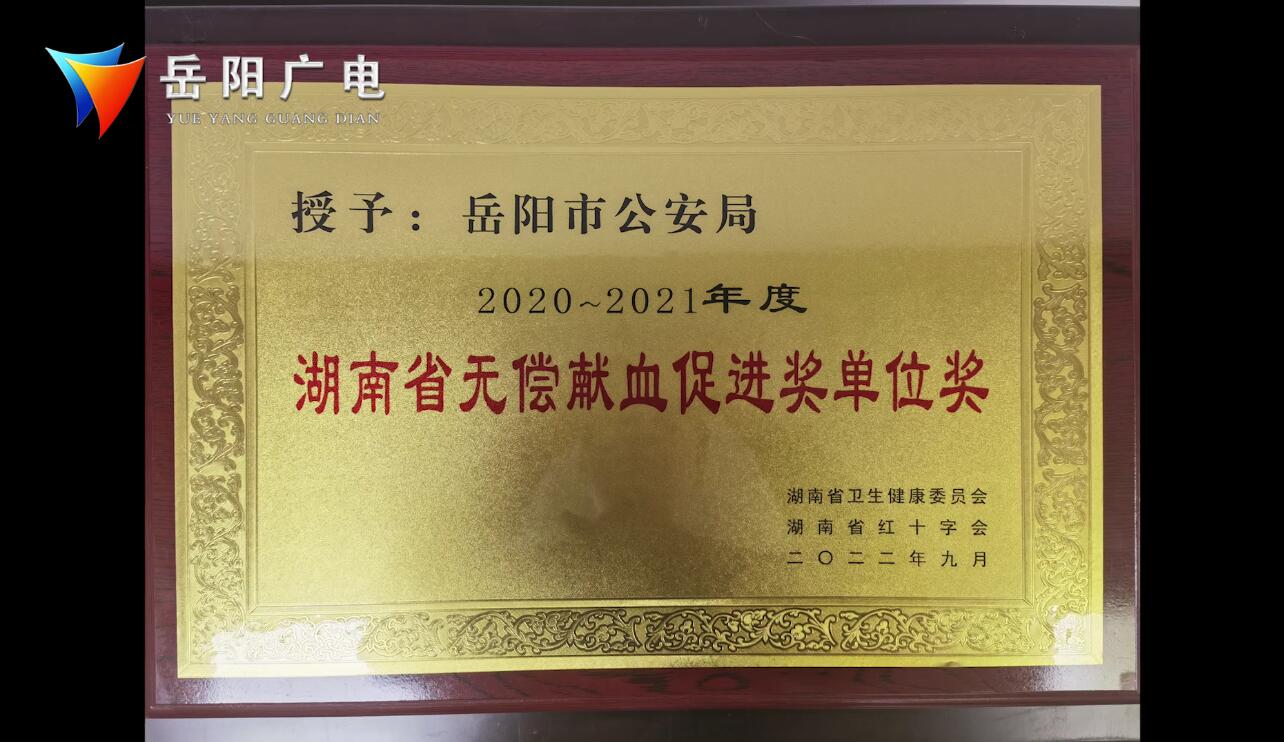 岳阳广电
YUE YANG GUANG DIAN
授予：岳阳市公安局
2020~2021年度
湖南省无偿献血促进奖单位奖
湖南省卫生健康委员会
湖南省红十字会
二〇二二年九月